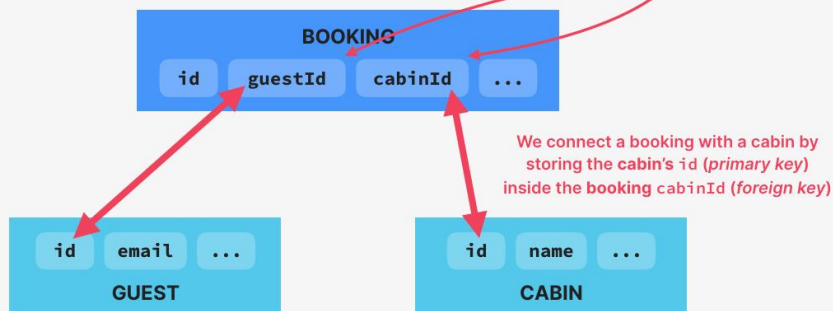 BOOKING
id guestId cabinId ...
We connect a booking with a cabin by
storing the cabin's id (primary key)
inside the booking cabinId (foreign key)
id email ...
GUEST
id name ...
CABIN